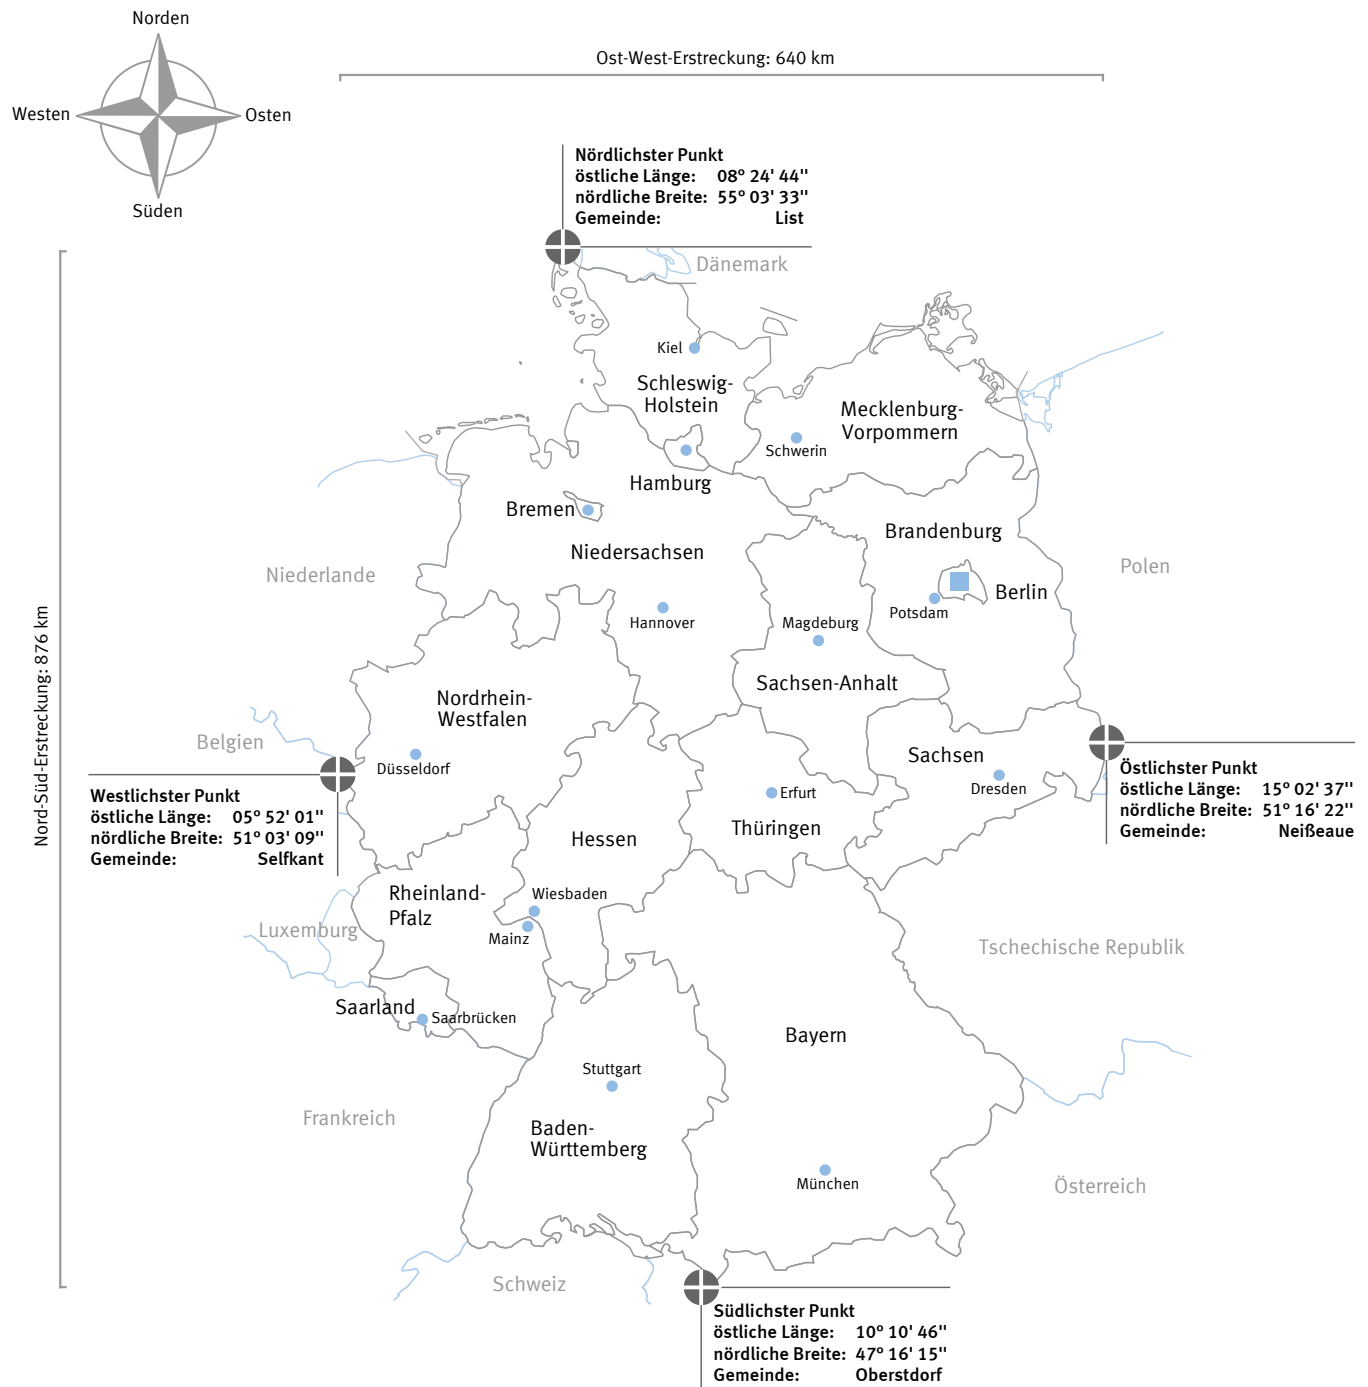 Norden
Ost-West-Erstreckung: 640 km
Westen
Osten
Süden
Nördlichster Punkt
östliche Länge: 08° 24' 44"
nördliche Breite: 55° 03' 33"
Gemeinde: List
Dänemark
Kiel
Schleswig-
Holstein
Mecklenburg-
Vorpommern
Schwerin
Hamburg
Bremen
Brandenburg
Niedersachsen
Niederlande
Polen
Berlin
Potsdam
Hannover
Magdeburg
Nord-Süd-Erstreckung: 876 km
Sachsen-Anhalt
Nordrhein-
Westfalen
Belgien
Düsseldorf
Sachsen
Dresden
Östlichster Punkt
östliche Länge: 15° 02' 37"
nördliche Breite: 51° 16' 22"
Gemeinde: Neißeaue
Westlichster Punkt
östliche Länge: 05° 52' 01"
nördliche Breite: 51° 03' 09"
Gemeinde: Selfkant
Erfurt
Thüringen
Hessen
Rheinland-
Pfalz
Wiesbaden
Mainz
Luxemburg
Tschechische Republik
Saarland
Saarbrücken
Bayern
Stuttgart
Frankreich
Baden-
Württemberg
München
Österreich
Schweiz
Südlichster Punkt
östliche Länge: 10° 10' 46"
nördliche Breite: 47° 16' 15"
Gemeinde: Oberstdorf